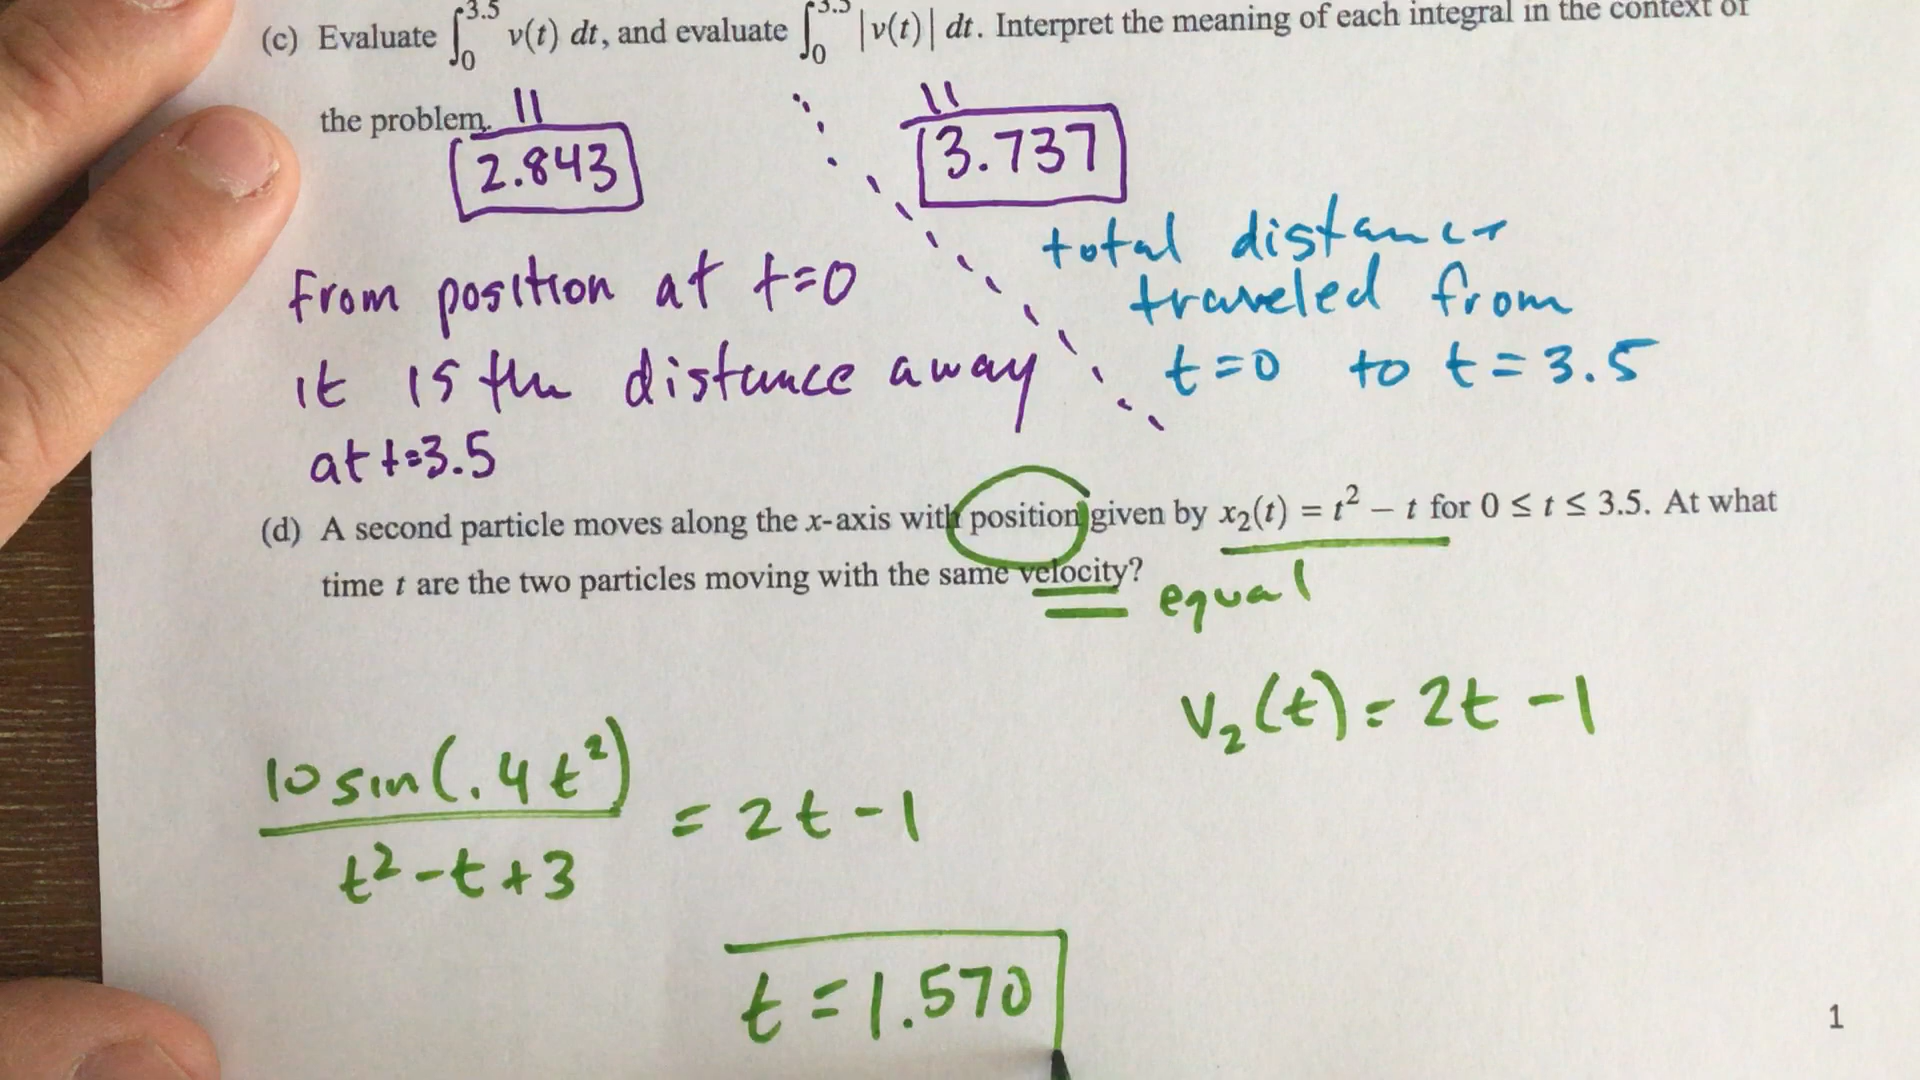 (c) Evaluate ∫₀^3.5 v(t) dt, and evaluate ∫₀^3.5 |v(t)| dt. Interpret the meaning of each integral in the context of
the problem.
||
||
2.843
3.737
from position at t=0
it is the distance away
at t=3.5
total distance
traveled from
t=0 to t=3.5
(d) A second particle moves along the x-axis with position given by x₂(t) = t² − t for 0 ≤ t ≤ 3.5. At what
time t are the two particles moving with the same velocity?
equal
v₂(t) = 2t − 1
10 sin(.4t²) / t² − t + 3 = 2t − 1
t = 1.570
1